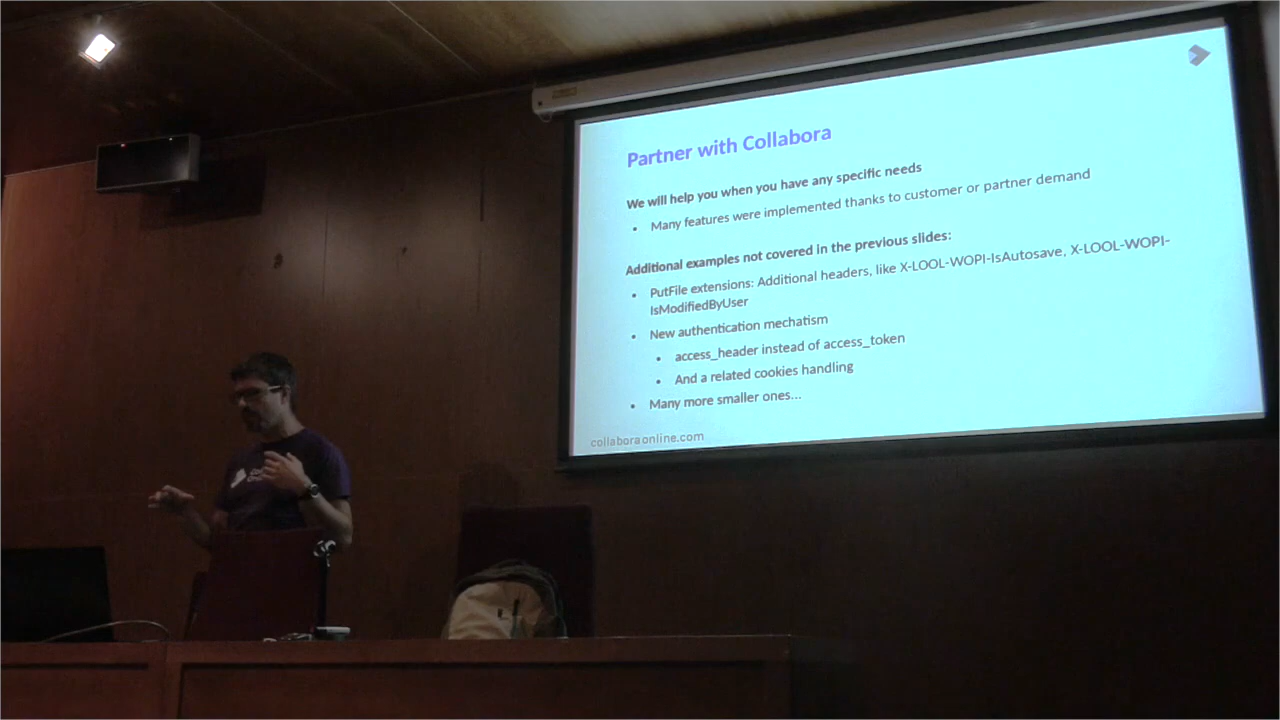 Partner with Collabora
We will help you when you have any specific needs
• Many features were implemented thanks to customer or partner demand
Additional examples not covered in the previous slides:
• PutFile extensions: Additional headers, like X-LOOL-WOPI-IsAutosave, X-LOOL-WOPI-
IsModifiedByUser
• New authentication mechatism
• access_header instead of access_token
• And a related cookies handling
• Many more smaller ones...
collaboraonline.com